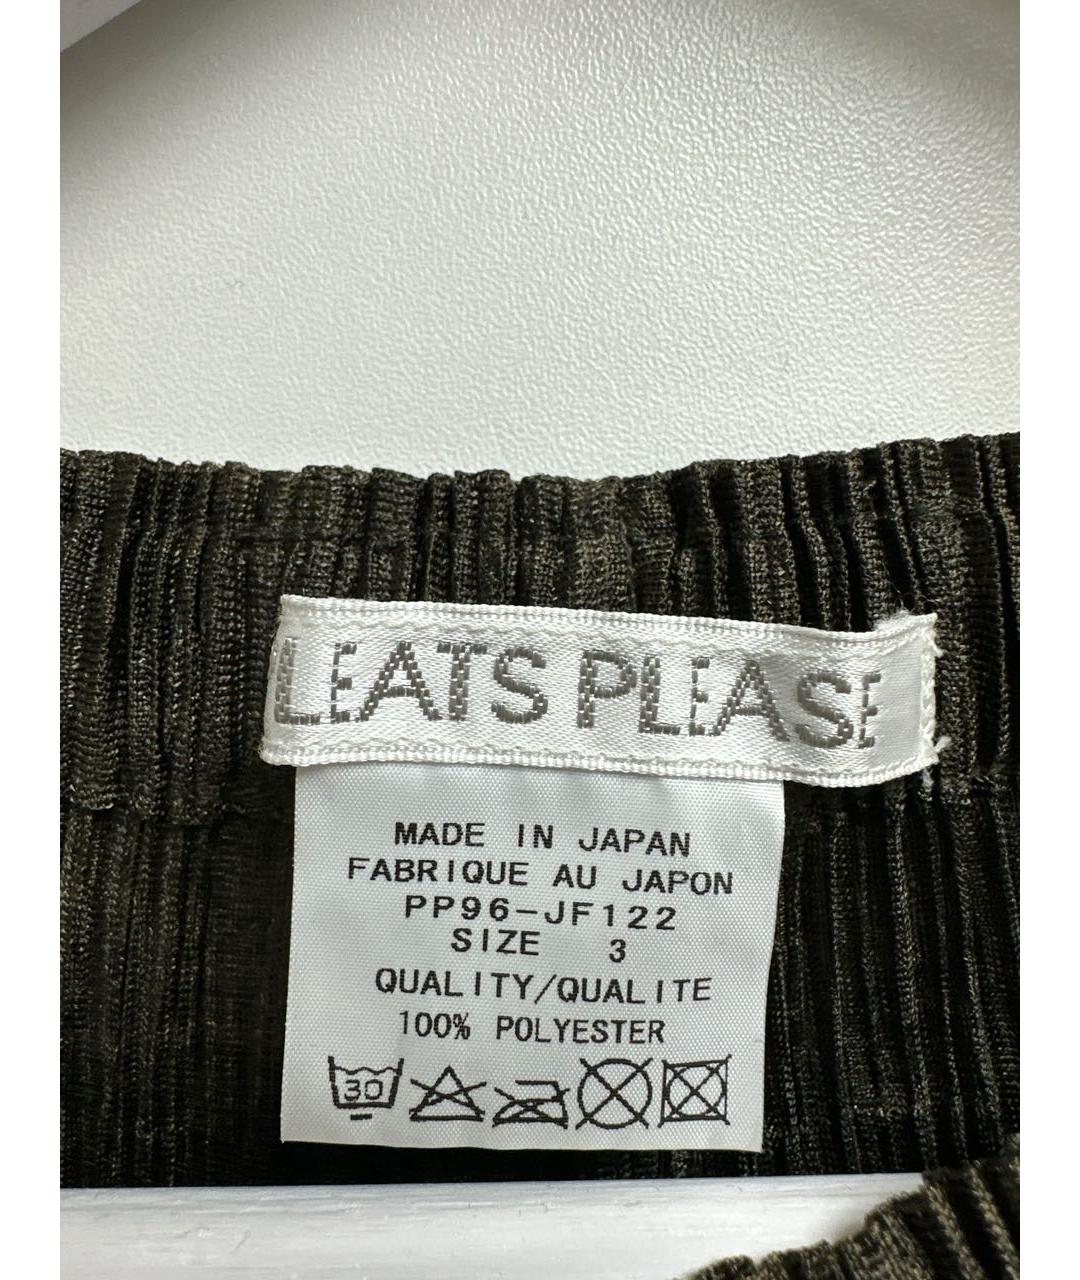 LEATS PLEASE
MADE IN JAPAN
FABRIQUE AU JAPON
PP96-JF122
SIZE 3
QUALITY/QUALITE
100% POLYESTER
30